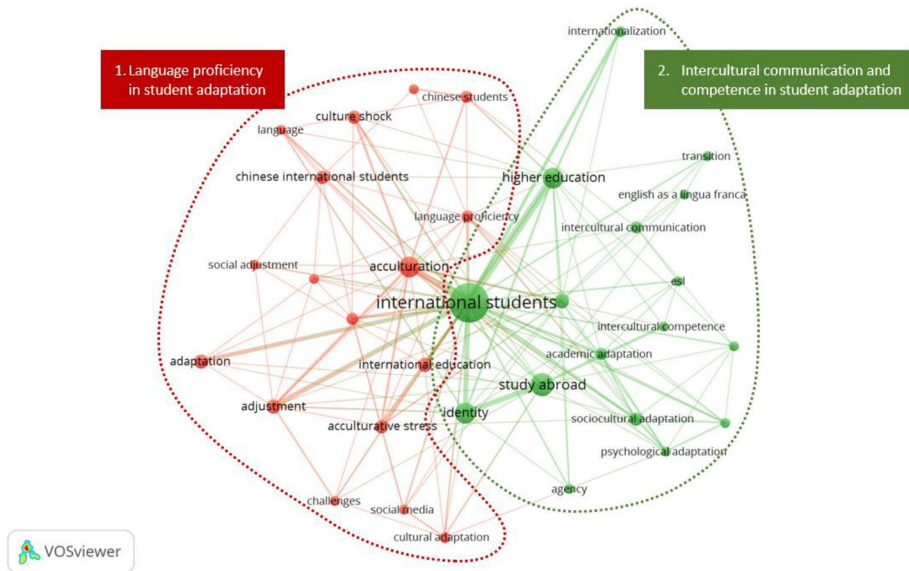 internationalization
1. Language proficiency
in student adaptation
2. Intercultural communication and
competence in student adaptation
chinese students
culture shock
language
transition
chinese international students
higher education
english as a lingua franca
language proficiency
intercultural communication
social adjustment
acculturation
esl
international students
intercultural competence
academic adaptation
adaptation
international education
study abroad
adjustment
identity
sociocultural adaptation
acculturative stress
psychological adaptation
agency
challenges
social media
cultural adaptation
VOSviewer